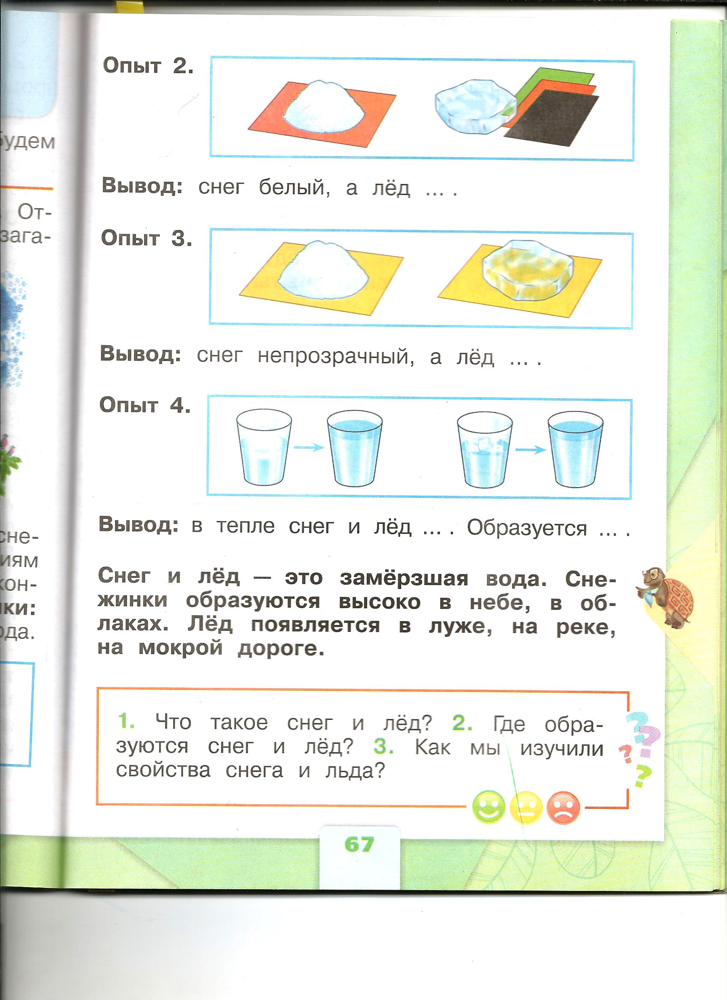 будем
От-
зага-
сне-
иям
кон-
ки:
ода.
Опыт 2.
Вывод: снег белый, а лёд ... .
Опыт 3.
Вывод: снег непрозрачный, а лёд ... .
Опыт 4.
Вывод: в тепле снег и лёд ... . Образуется ... .
Снег и лёд — это замёрзшая вода. Сне-
жинки образуются высоко в небе, в об-
лаках. Лёд появляется в луже, на реке,
на мокрой дороге.
1. Что такое снег и лёд? 2. Где обра-
зуются снег и лёд? 3. Как мы изучили
свойства снега и льда?
? ? ? ?
67